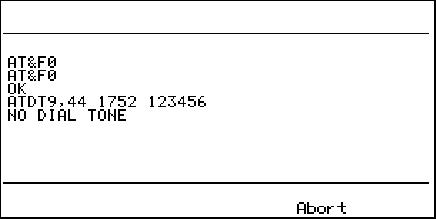 AT&F0
AT&F0
OK
ATDT9,44 1752 123456
NO DIAL TONE
Abort